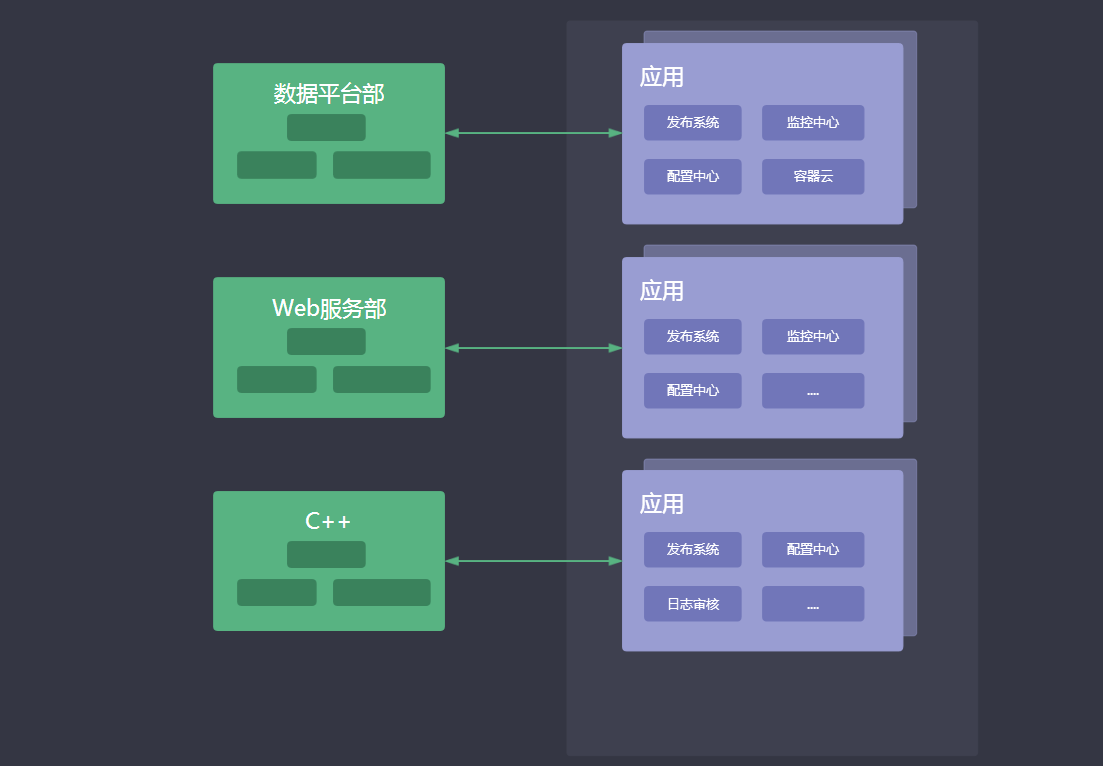 数据平台部
应用
发布系统
监控中心
配置中心
容器云
Web服务部
应用
发布系统
监控中心
配置中心
....
C++
应用
发布系统
配置中心
日志审核
....